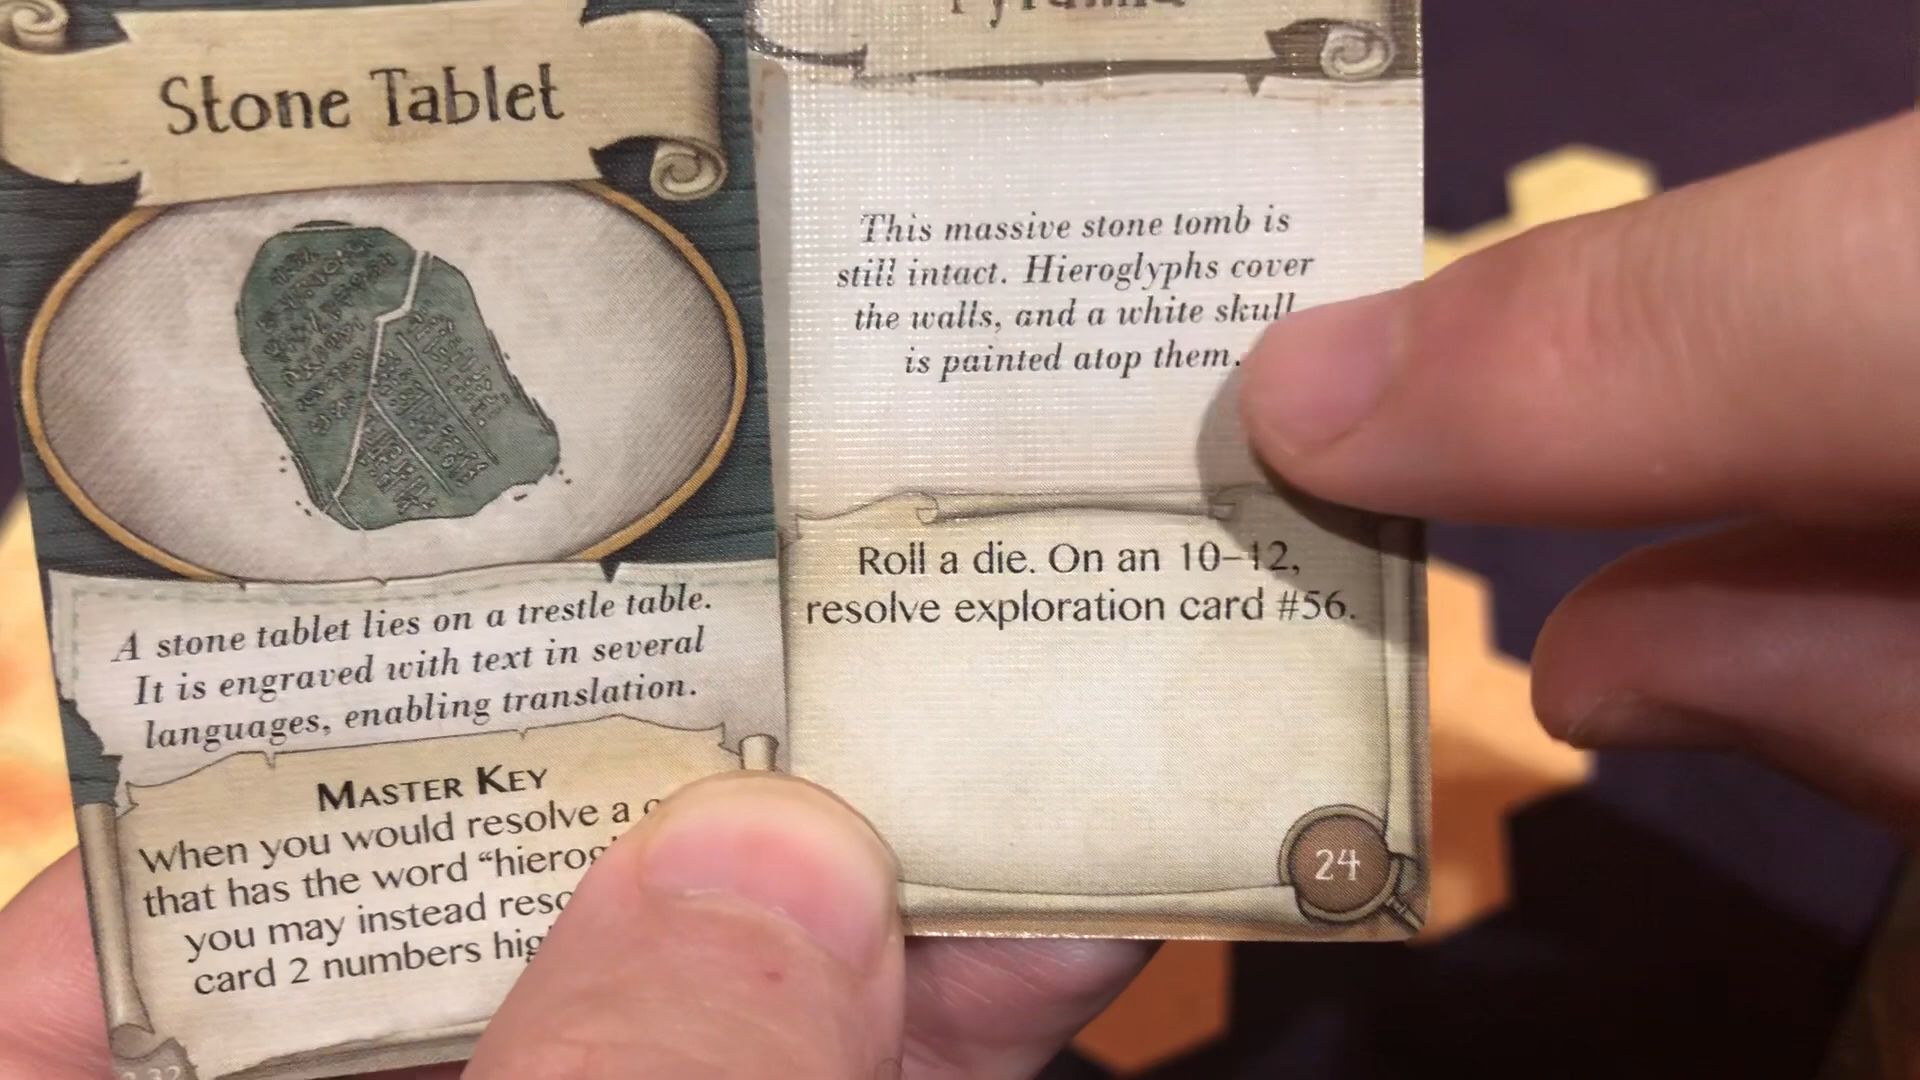 Stone Tablet
A stone tablet lies on a trestle table.
It is engraved with text in several
languages, enabling translation.
MASTER KEY
When you would resolve a
that has the word
you may instead
card 2 numbers
This massive stone tomb is
still intact. Hieroglyphs cover
the walls, and a white skull
is painted atop them.
Roll a die. On an 10–12,
resolve exploration card #56.
24